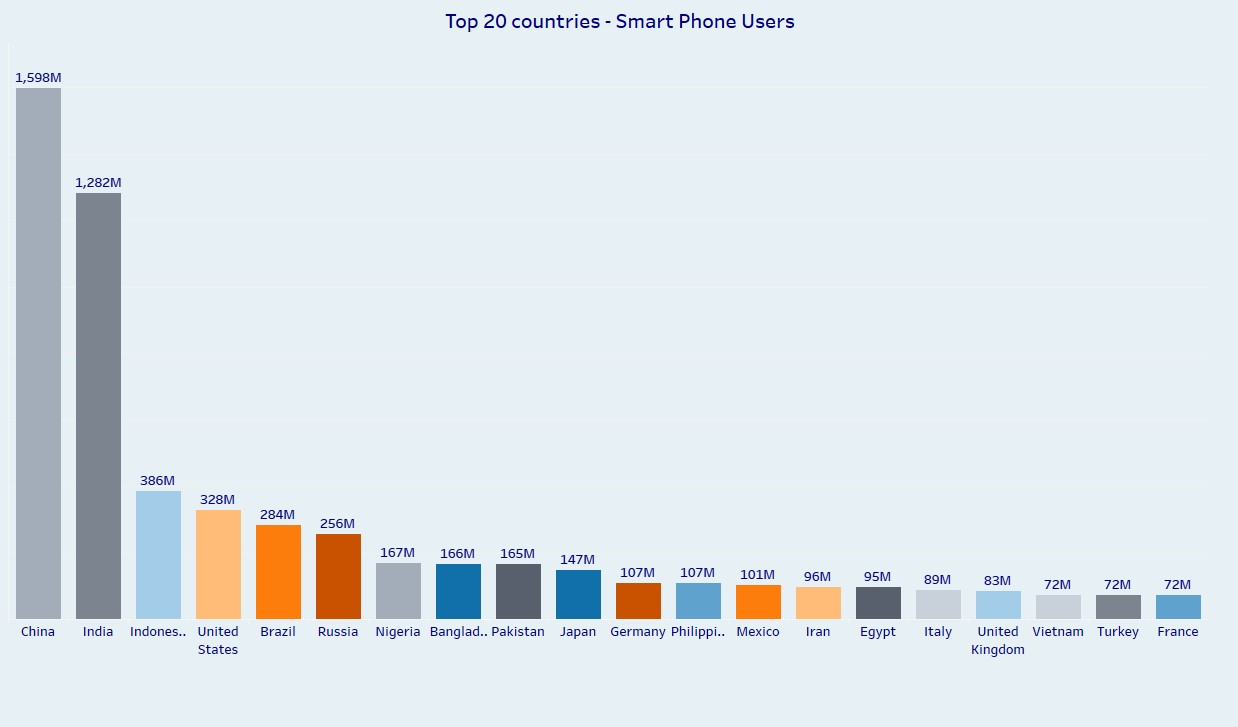 Top 20 countries - Smart Phone Users
1,598M
1,282M
386M
328M
284M
256M
167M
166M
165M
147M
107M
107M
101M
96M
95M
89M
83M
72M
72M
72M
China
India
Indones..
United
States
Brazil
Russia
Nigeria
Banglad..
Pakistan
Japan
Germany
Philippi..
Mexico
Iran
Egypt
Italy
United
Kingdom
Vietnam
Turkey
France